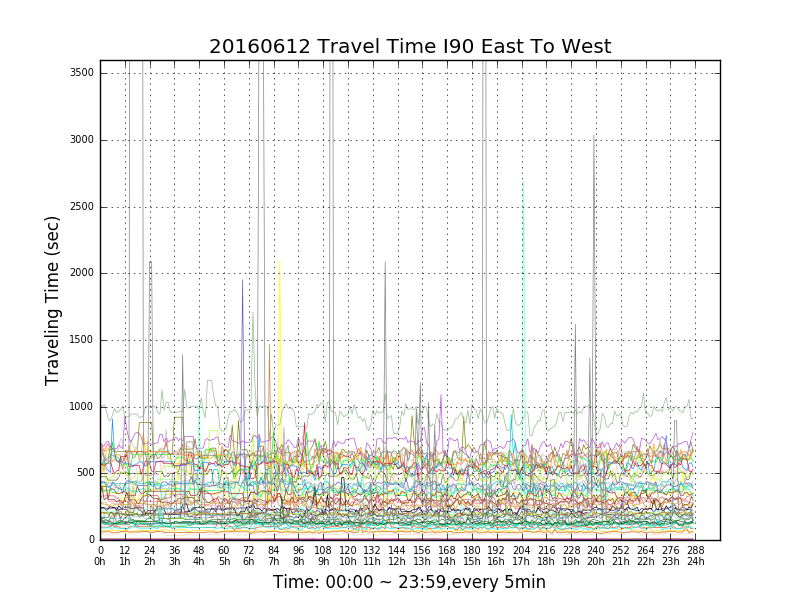 20160612 Travel Time I90 East To West
3500
3000
2500
2000
1500
1000
500
0
Traveling Time (sec)
0 12 24 36 48 60 72 84 96 108 120 132 144 156 168 180 192 204 216 228 240 252 264 276 288
0h 1h 2h 3h 4h 5h 6h 7h 8h 9h 10h 11h 12h 13h 14h 15h 16h 17h 18h 19h 20h 21h 22h 23h 24h
Time: 00:00 ~ 23:59,every 5min